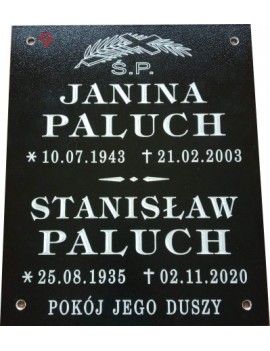 Ś.P.
JANINA
PALUCH
* 10.07.1943 † 21.02.2003
STANISŁAW
PALUCH
* 25.08.1935 † 02.11.2020
POKÓJ JEGO DUSZY